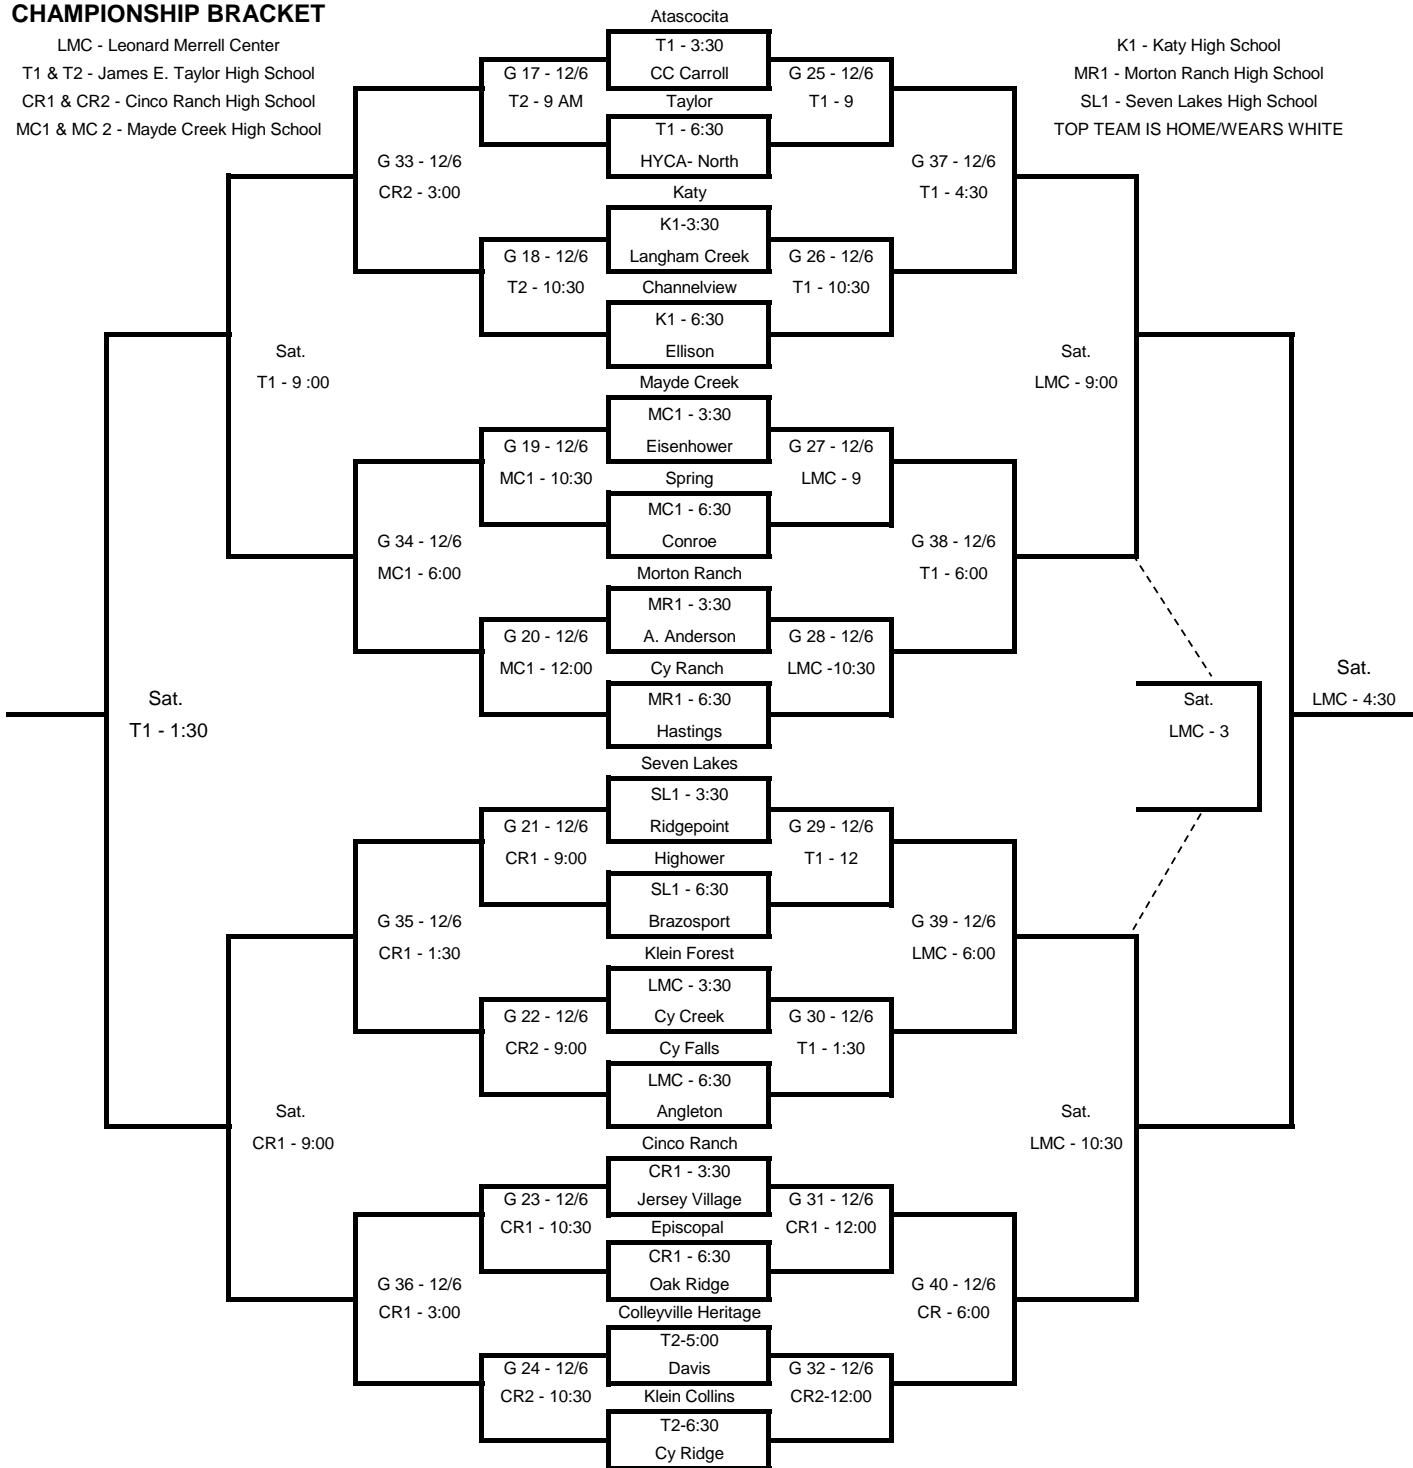 CHAMPIONSHIP BRACKET
LMC - Leonard Merrell Center
T1 & T2 - James E. Taylor High School
CR1 & CR2 - Cinco Ranch High School
MC1 & MC 2 - Mayde Creek High School
K1 - Katy High School
MR1 - Morton Ranch High School
SL1 - Seven Lakes High School
TOP TEAM IS HOME/WEARS WHITE
Atascocita
T1 - 3:30
CC Carroll
Taylor
T1 - 6:30
HYCA- North
Katy
K1-3:30
Langham Creek
Channelview
K1 - 6:30
Ellison
Mayde Creek
MC1 - 3:30
Eisenhower
Spring
MC1 - 6:30
Conroe
Morton Ranch
MR1 - 3:30
A. Anderson
Cy Ranch
MR1 - 6:30
Hastings
Seven Lakes
SL1 - 3:30
Ridgepoint
Highower
SL1 - 6:30
Brazosport
Klein Forest
LMC - 3:30
Cy Creek
Cy Falls
LMC - 6:30
Angleton
Cinco Ranch
CR1 - 3:30
Jersey Village
Episcopal
CR1 - 6:30
Oak Ridge
Colleyville Heritage
T2-5:00
Davis
Klein Collins
T2-6:30
Cy Ridge
G 17 - 12/6
T2 - 9 AM
G 18 - 12/6
T2 - 10:30
G 19 - 12/6
MC1 - 10:30
G 20 - 12/6
MC1 - 12:00
G 21 - 12/6
CR1 - 9:00
G 22 - 12/6
CR2 - 9:00
G 23 - 12/6
CR1 - 10:30
G 24 - 12/6
CR2 - 10:30
G 33 - 12/6
CR2 - 3:00
G 34 - 12/6
MC1 - 6:00
G 35 - 12/6
CR1 - 1:30
G 36 - 12/6
CR1 - 3:00
Sat.
T1 - 9 :00
Sat.
CR1 - 9:00
Sat.
T1 - 1:30
G 25 - 12/6
T1 - 9
G 26 - 12/6
T1 - 10:30
G 27 - 12/6
LMC - 9
G 28 - 12/6
LMC -10:30
G 29 - 12/6
T1 - 12
G 30 - 12/6
T1 - 1:30
G 31 - 12/6
CR1 - 12:00
G 32 - 12/6
CR2-12:00
G 37 - 12/6
T1 - 4:30
G 38 - 12/6
T1 - 6:00
G 39 - 12/6
LMC - 6:00
G 40 - 12/6
CR - 6:00
Sat.
LMC - 9:00
Sat.
LMC - 10:30
Sat.
LMC - 3
Sat.
LMC - 4:30